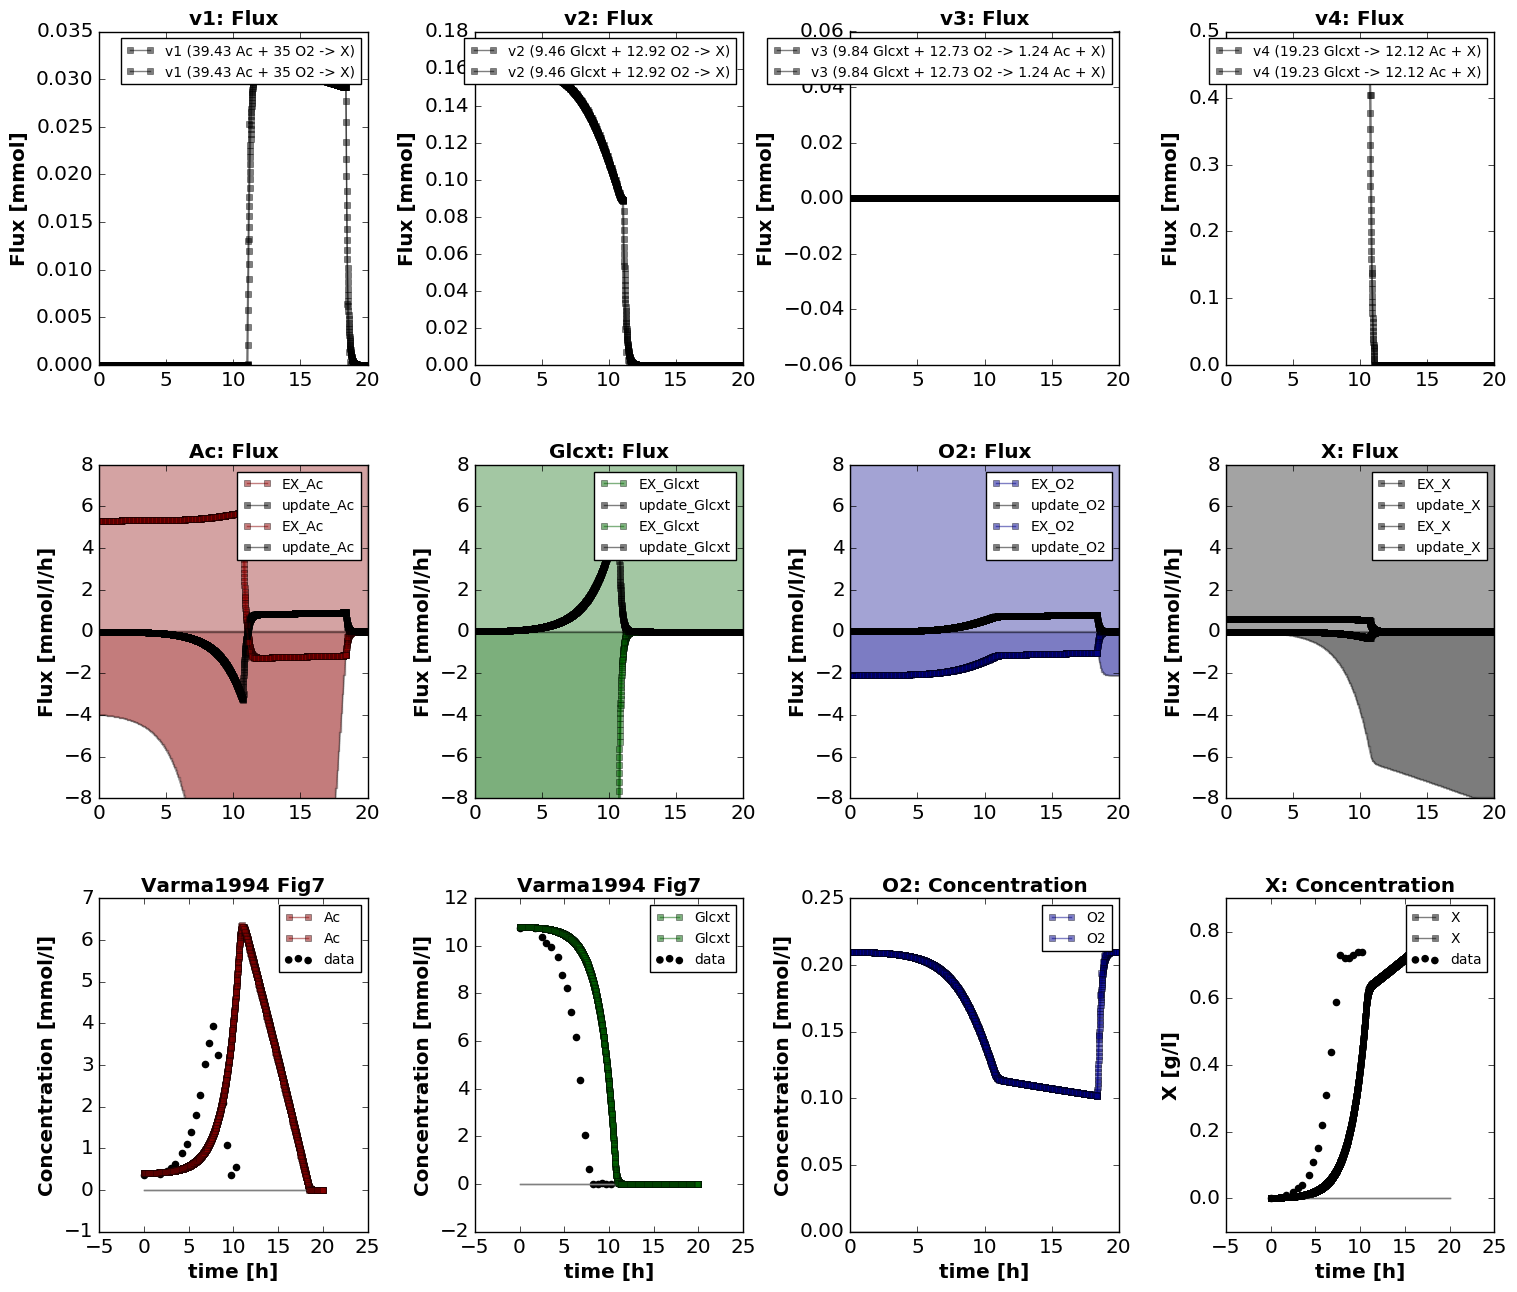 v1: Flux
v1 (39.43 Ac + 35 O2 -> X)
v1 (39.43 Ac + 35 O2 -> X)
Flux [mmol]
0.035
0.030
0.025
0.020
0.015
0.010
0.005
0.000
0 5 10 15 20
v2: Flux
v2 (9.46 Glcxt + 12.92 O2 -> X)
v2 (9.46 Glcxt + 12.92 O2 -> X)
Flux [mmol]
0.18
0.16
0.14
0.12
0.10
0.08
0.06
0.04
0.02
0.00
0 5 10 15 20
v3: Flux
v3 (9.84 Glcxt + 12.73 O2 -> 1.24 Ac + X)
v3 (9.84 Glcxt + 12.73 O2 -> 1.24 Ac + X)
Flux [mmol]
0.06
0.04
0.02
0.00
−0.02
−0.04
−0.06
0 5 10 15 20
v4: Flux
v4 (19.23 Glcxt -> 12.12 Ac + X)
v4 (19.23 Glcxt -> 12.12 Ac + X)
Flux [mmol]
0.5
0.4
0.3
0.2
0.1
0.0
0 5 10 15 20
Ac: Flux
EX_Ac
update_Ac
EX_Ac
update_Ac
Flux [mmol/l/h]
8
6
4
2
0
−2
−4
−6
−8
0 5 10 15 20
Glcxt: Flux
EX_Glcxt
update_Glcxt
EX_Glcxt
update_Glcxt
Flux [mmol/l/h]
8
6
4
2
0
−2
−4
−6
−8
0 5 10 15 20
O2: Flux
EX_O2
update_O2
EX_O2
update_O2
Flux [mmol/l/h]
8
6
4
2
0
−2
−4
−6
−8
0 5 10 15 20
X: Flux
EX_X
update_X
EX_X
update_X
Flux [mmol/l/h]
8
6
4
2
0
−2
−4
−6
−8
0 5 10 15 20
Varma1994 Fig7
Ac
Ac
data
Concentration [mmol/l]
7
6
5
4
3
2
1
0
−1
−5 0 5 10 15 20 25
time [h]
Varma1994 Fig7
Glcxt
Glcxt
data
Concentration [mmol/l]
12
10
8
6
4
2
0
−2
−5 0 5 10 15 20 25
time [h]
O2: Concentration
O2
O2
Concentration [mmol/l]
0.25
0.20
0.15
0.10
0.05
0.00
0 5 10 15 20
time [h]
X: Concentration
X
X
data
X [g/l]
0.8
0.6
0.4
0.2
0.0
−5 0 5 10 15 20 25
time [h]